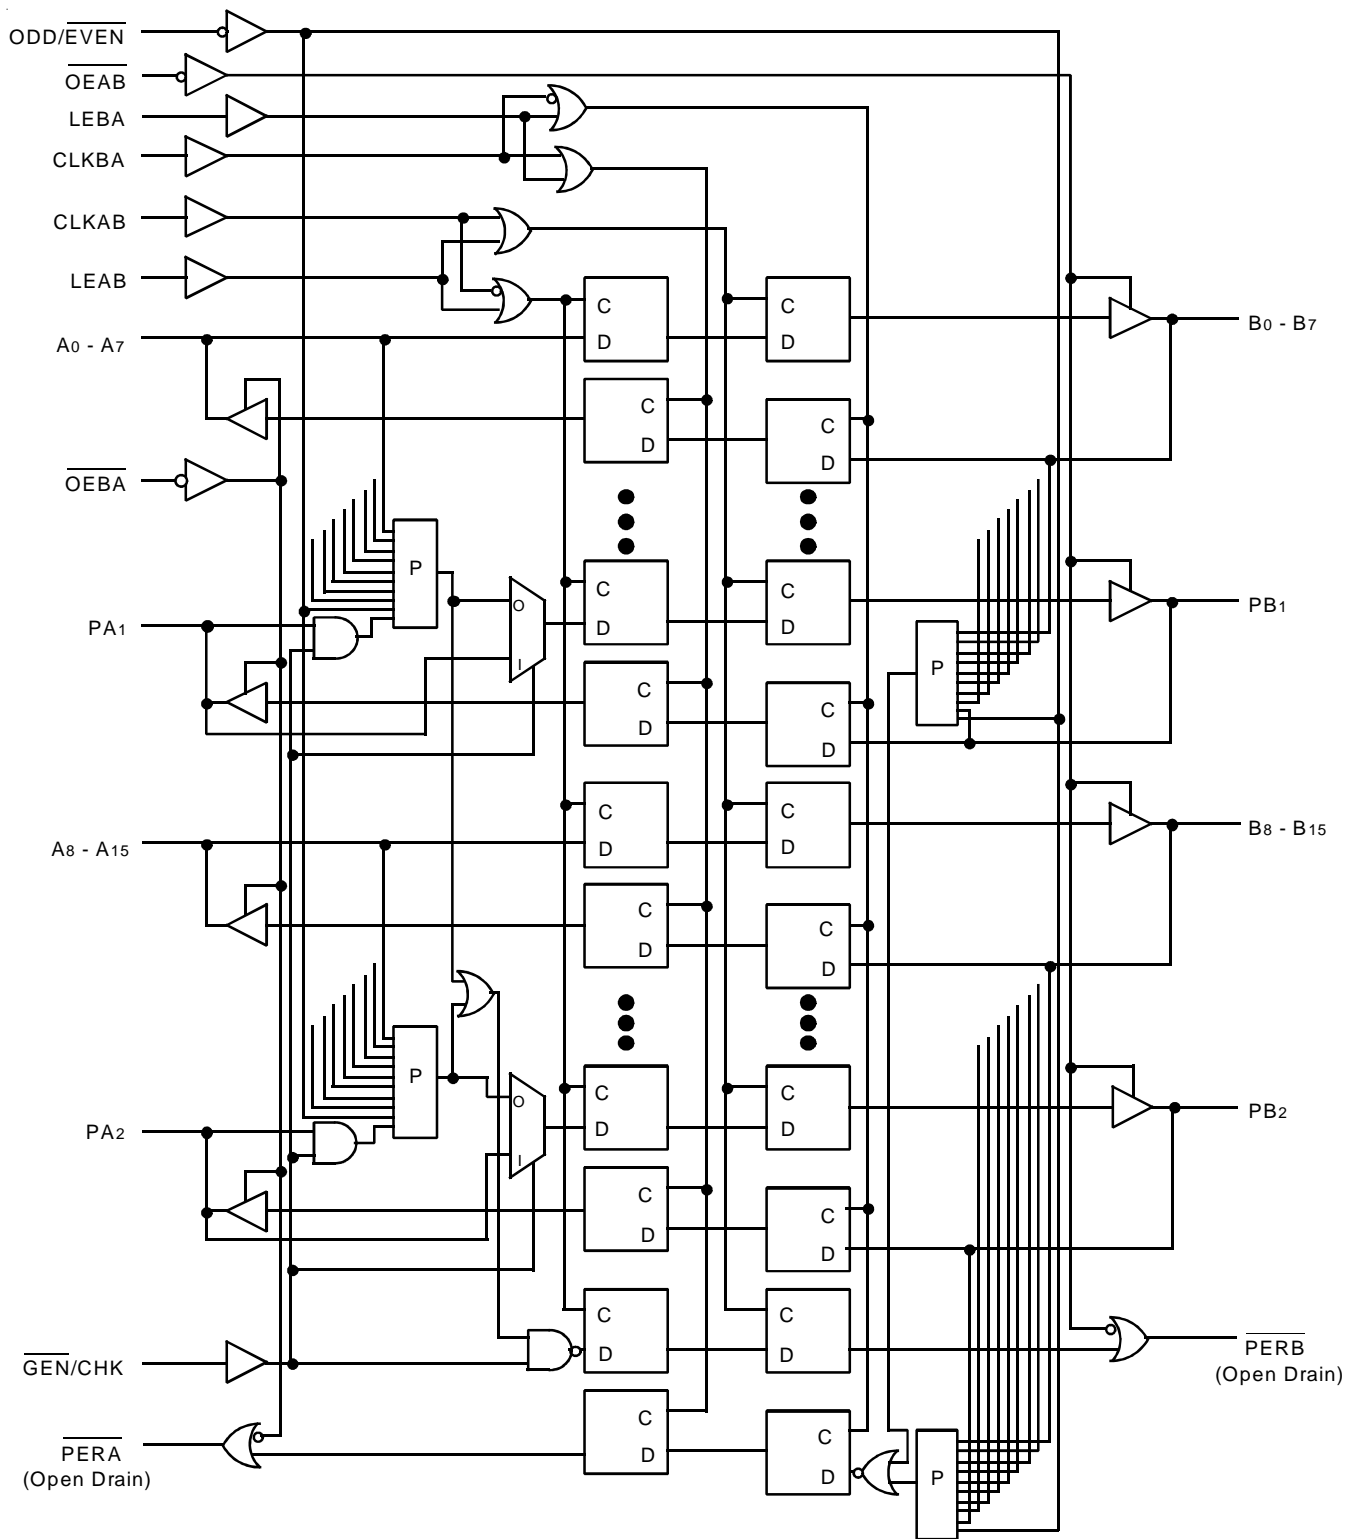 ODD/EVEN
OEAB
LEBA
CLKBA
CLKAB
LEAB
C
C
D
D
B0 - B7
A0 - A7
C
C
D
D
OEBA
P
C
C
O
D
D
PB1
PA1
I
P
C
C
D
D
C
C
D
D
B8 - B15
A8 - A15
C
C
D
D
P
C
C
O
D
D
PB2
PA2
I
C
C
D
D
C
C
D
D
GEN/CHK
PERB
(Open Drain)
C
C
D
D
P
PERA
(Open Drain)